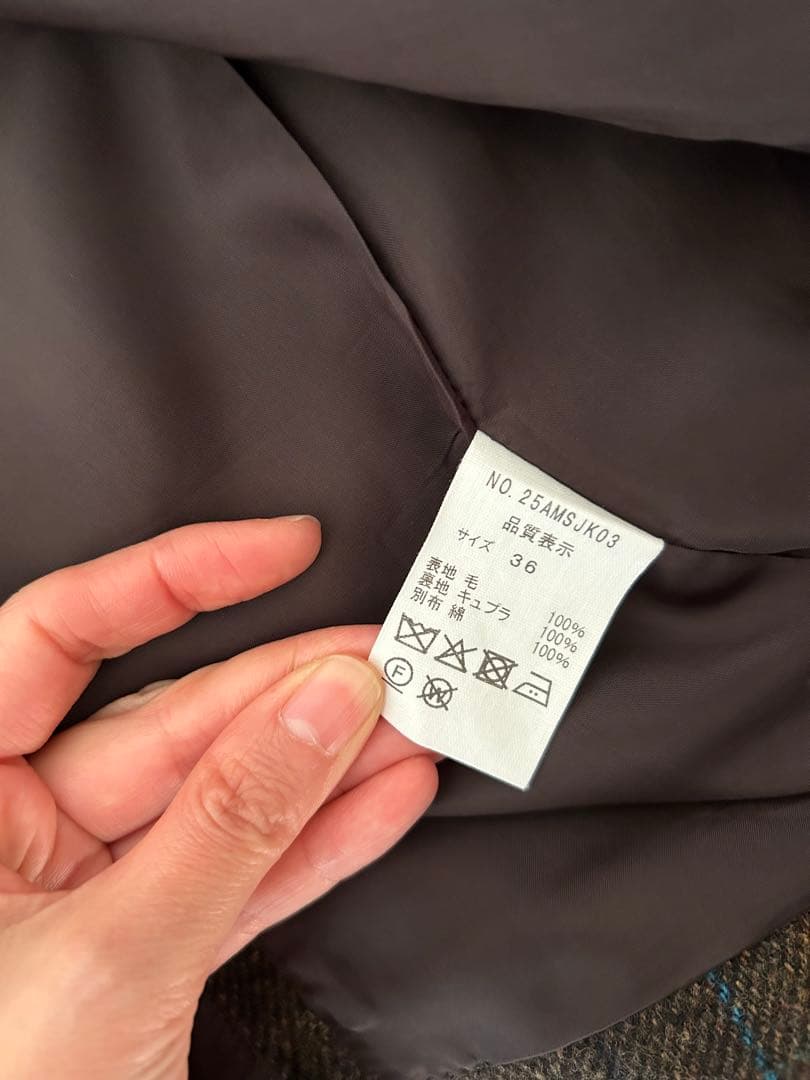 NO. 25AMSJK03
品質表示
サイズ 36
表地 毛 100%
裏地 キュプラ 100%
別布 綿 100%
F
W